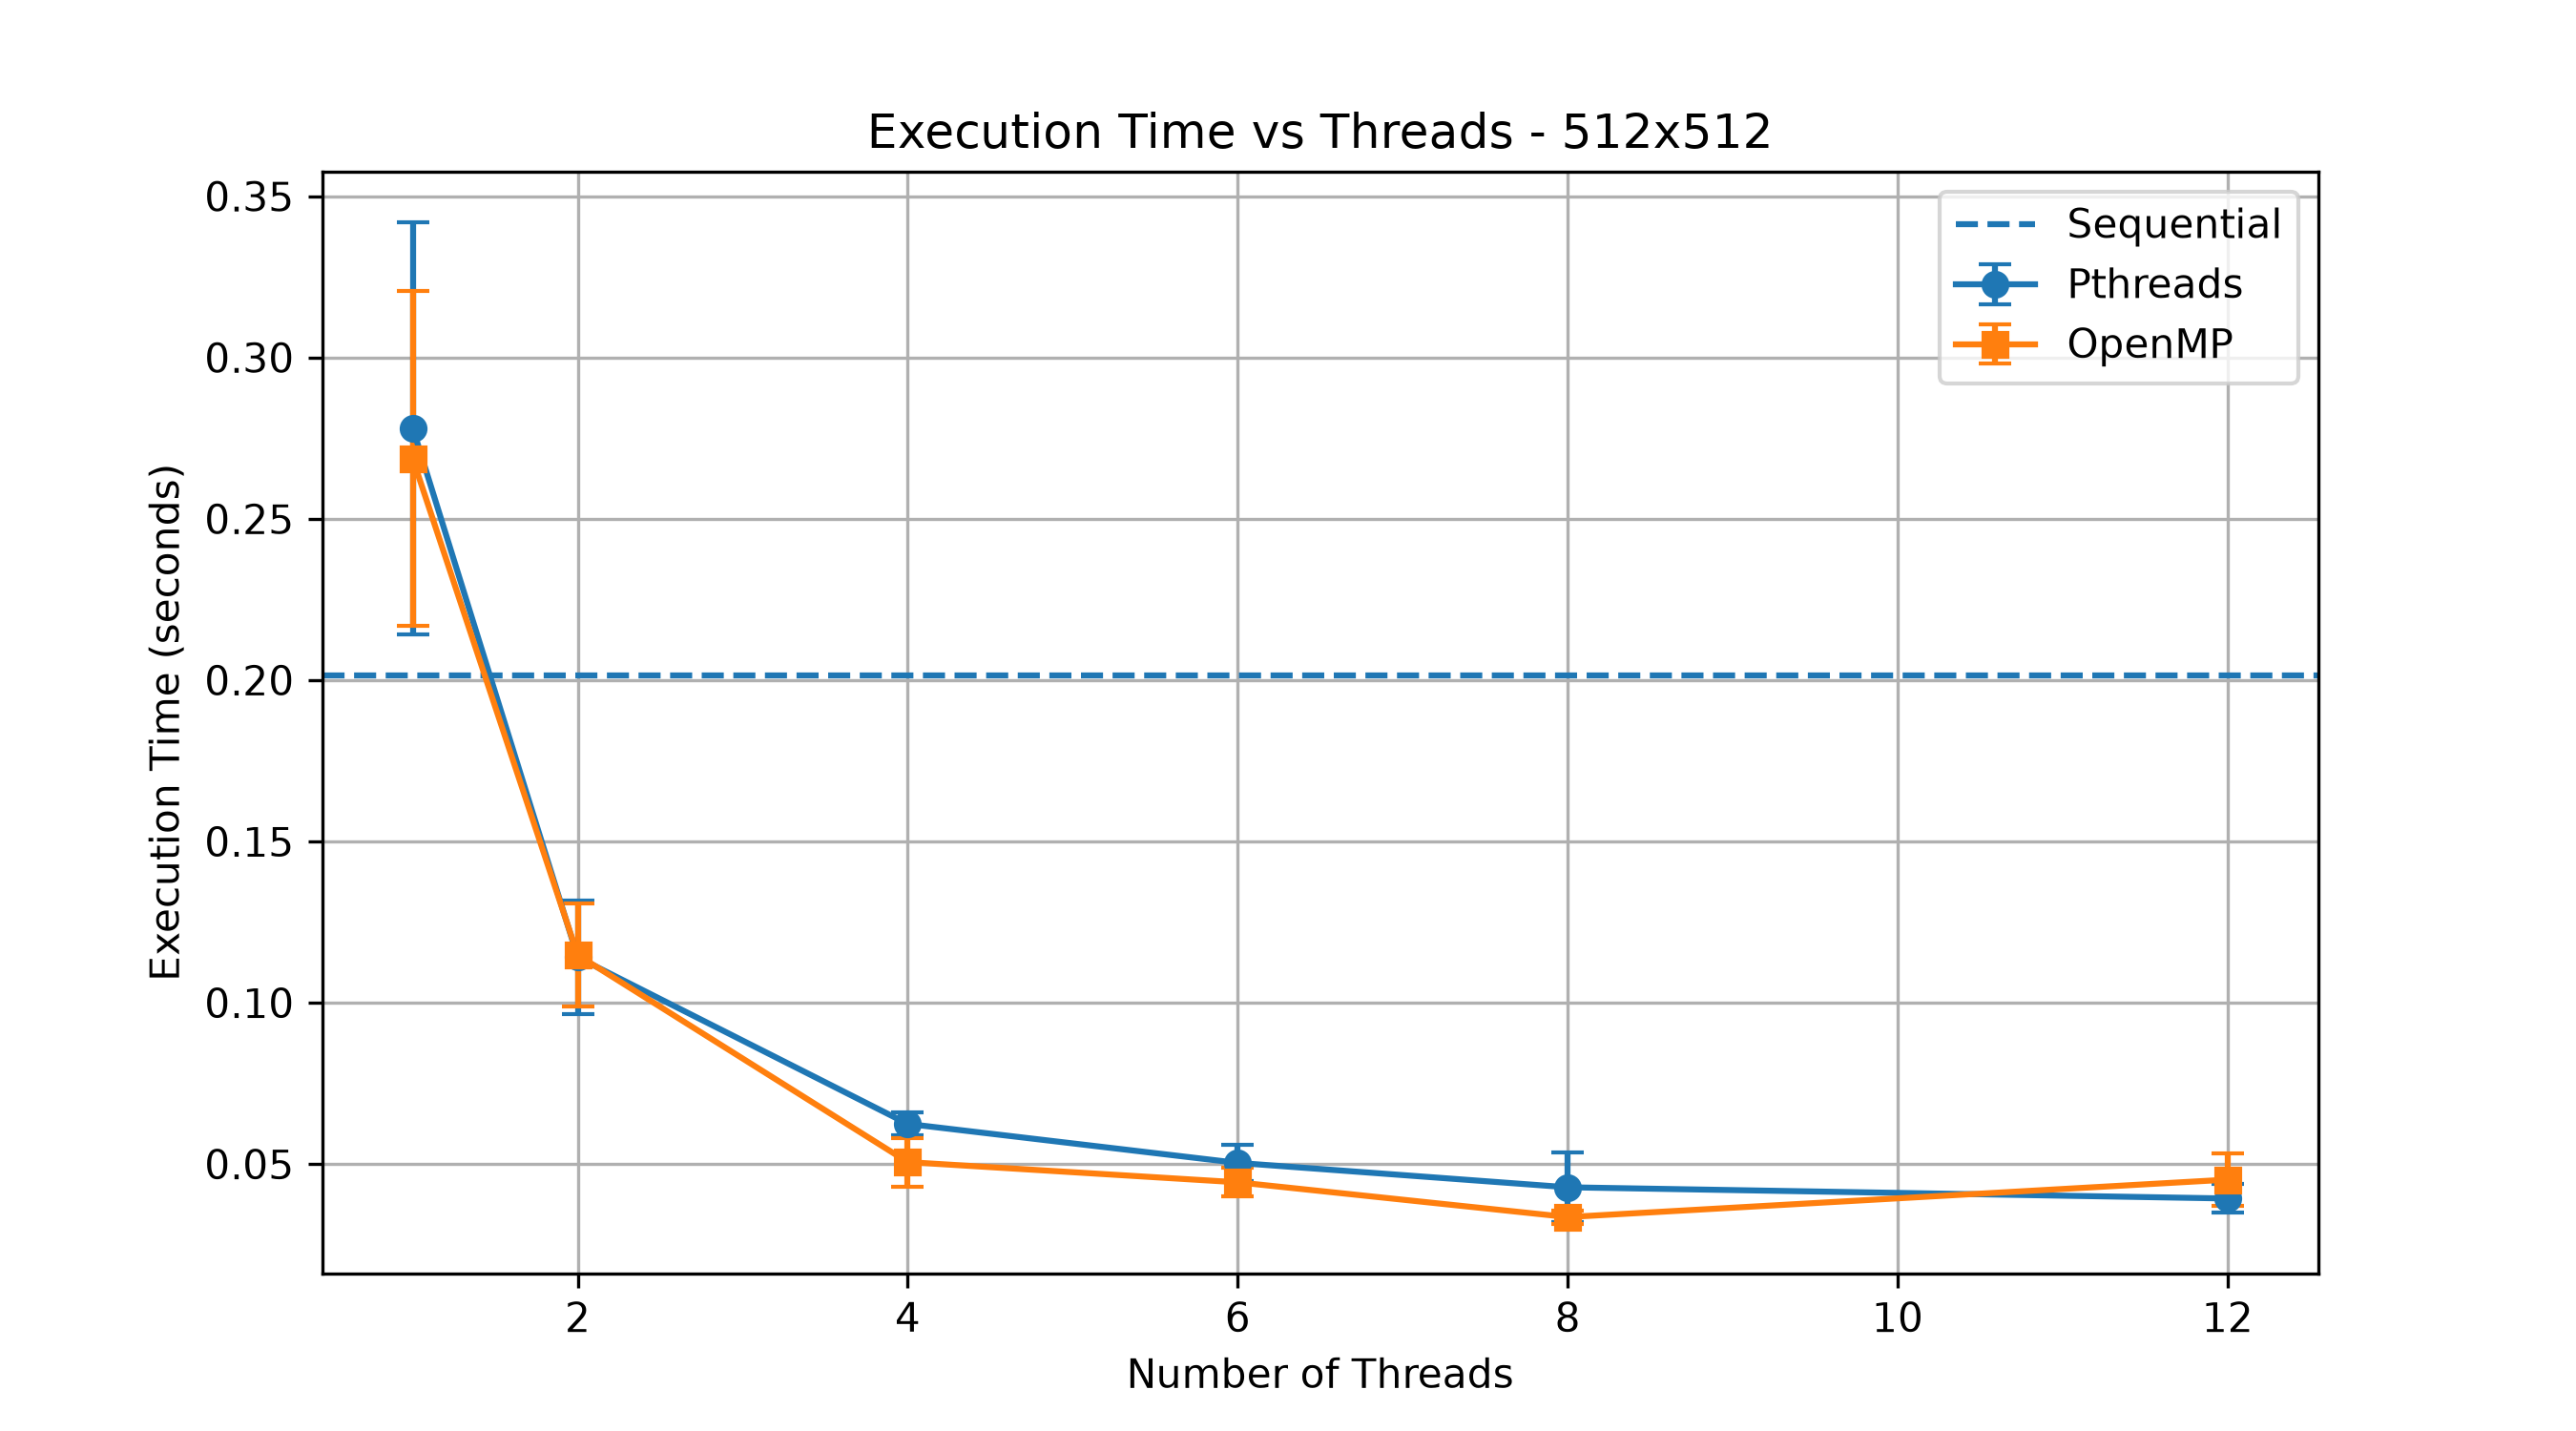 Execution Time vs Threads - 512x512
Sequential
Pthreads
OpenMP
Execution Time (seconds)
0.35
0.30
0.25
0.20
0.15
0.10
0.05
2 4 6 8 10 12
Number of Threads